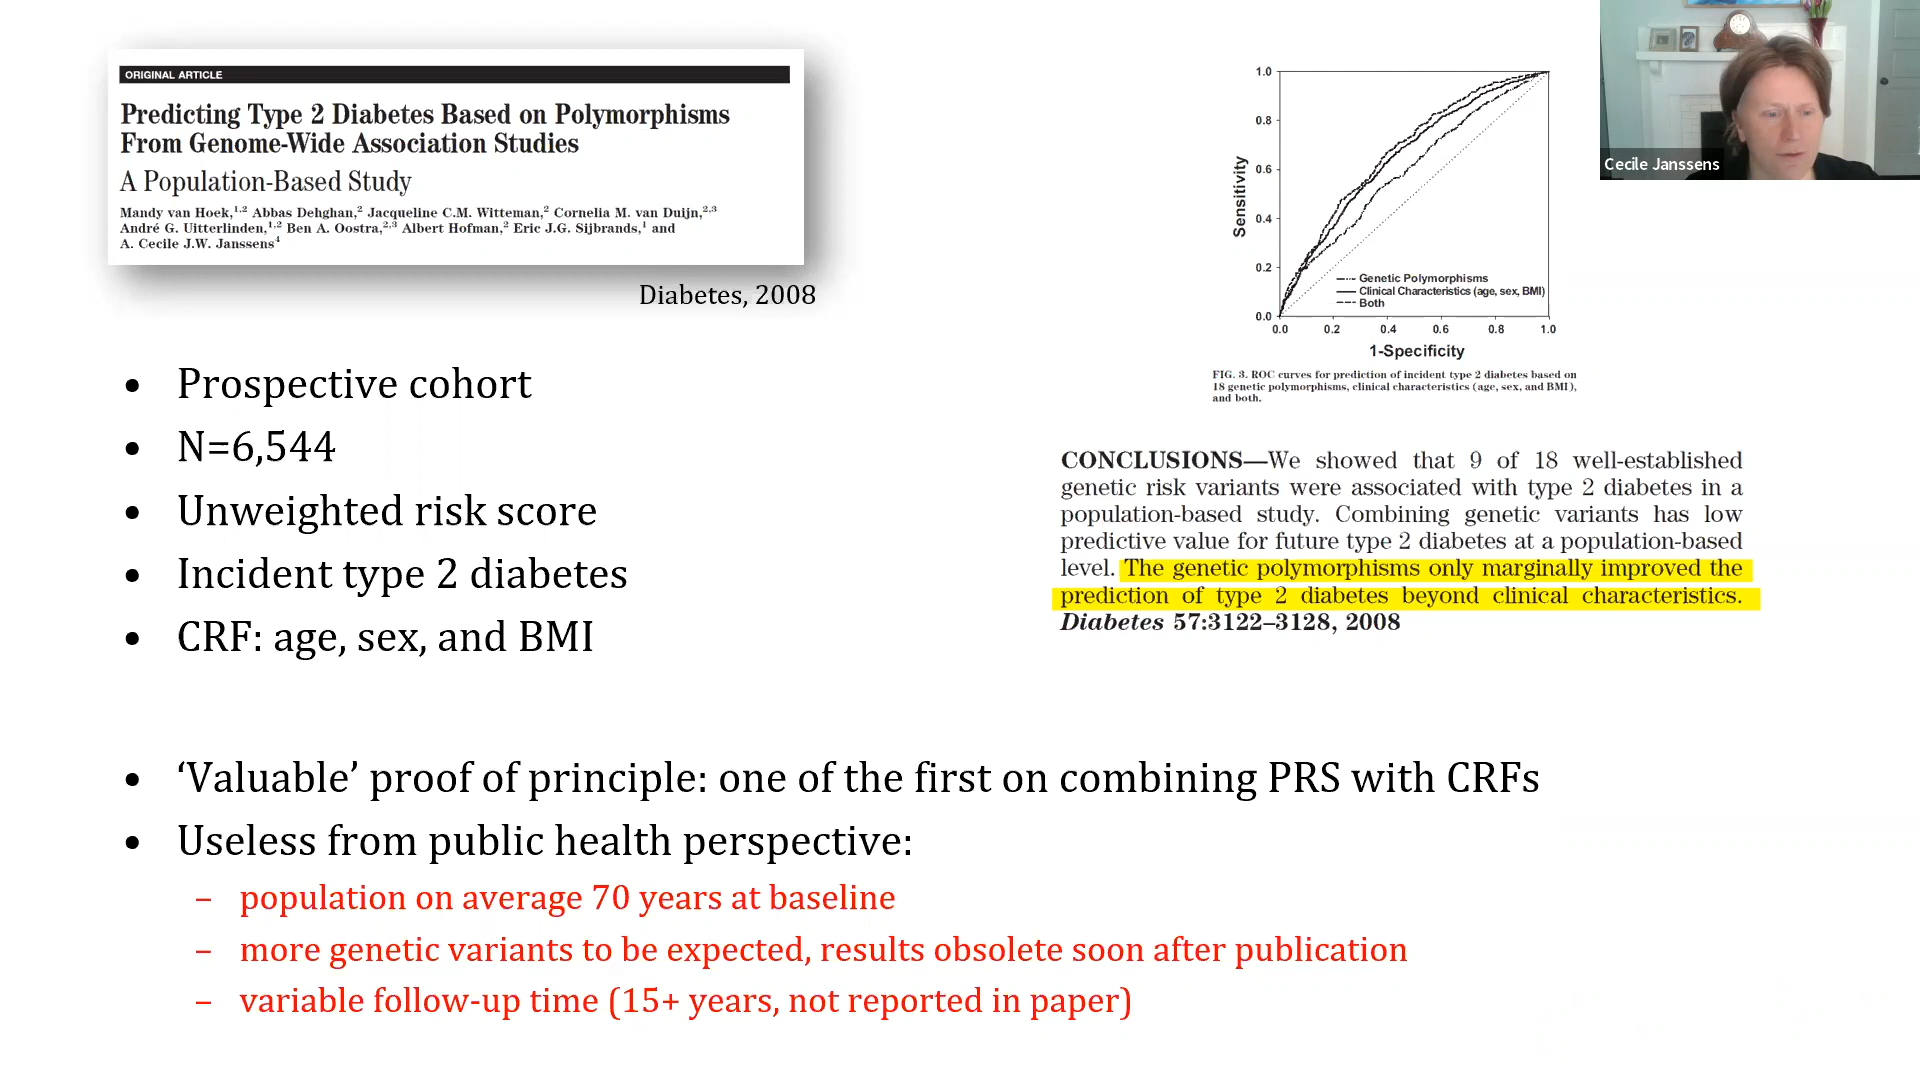 ORIGINAL ARTICLE
Predicting Type 2 Diabetes Based on Polymorphisms
From Genome-Wide Association Studies
A Population-Based Study
Mandy van Hoek,1,2 Abbas Dehghan,2 Jacqueline C.M. Witteman,2 Cornelia M. van Duijn,2,3
André G. Uitterlinden,1,2 Ben A. Oostra,2,3 Albert Hofman,2 Eric J.G. Sijbrands,1 and
A. Cecile J.W. Janssens4
Diabetes, 2008
• Prospective cohort
• N=6,544
• Unweighted risk score
• Incident type 2 diabetes
• CRF: age, sex, and BMI
1.0
0.8
0.6
0.4
0.2
0.0
Sensitivity
Genetic Polymorphisms
Clinical Characteristics (age, sex, BMI)
Both
0.0 0.2 0.4 0.6 0.8 1.0
1-Specificity
FIG. 3. ROC curves for prediction of incident type 2 diabetes based on
18 genetic polymorphisms, clinical characteristics (age, sex, and BMI),
and both.
Cecile Janssens
CONCLUSIONS—We showed that 9 of 18 well-established
genetic risk variants were associated with type 2 diabetes in a
population-based study. Combining genetic variants has low
predictive value for future type 2 diabetes at a population-based
level. The genetic polymorphisms only marginally improved the
prediction of type 2 diabetes beyond clinical characteristics.
Diabetes 57:3122–3128, 2008
• ‘Valuable’ proof of principle: one of the first on combining PRS with CRFs
• Useless from public health perspective:
– population on average 70 years at baseline
– more genetic variants to be expected, results obsolete soon after publication
– variable follow-up time (15+ years, not reported in paper)